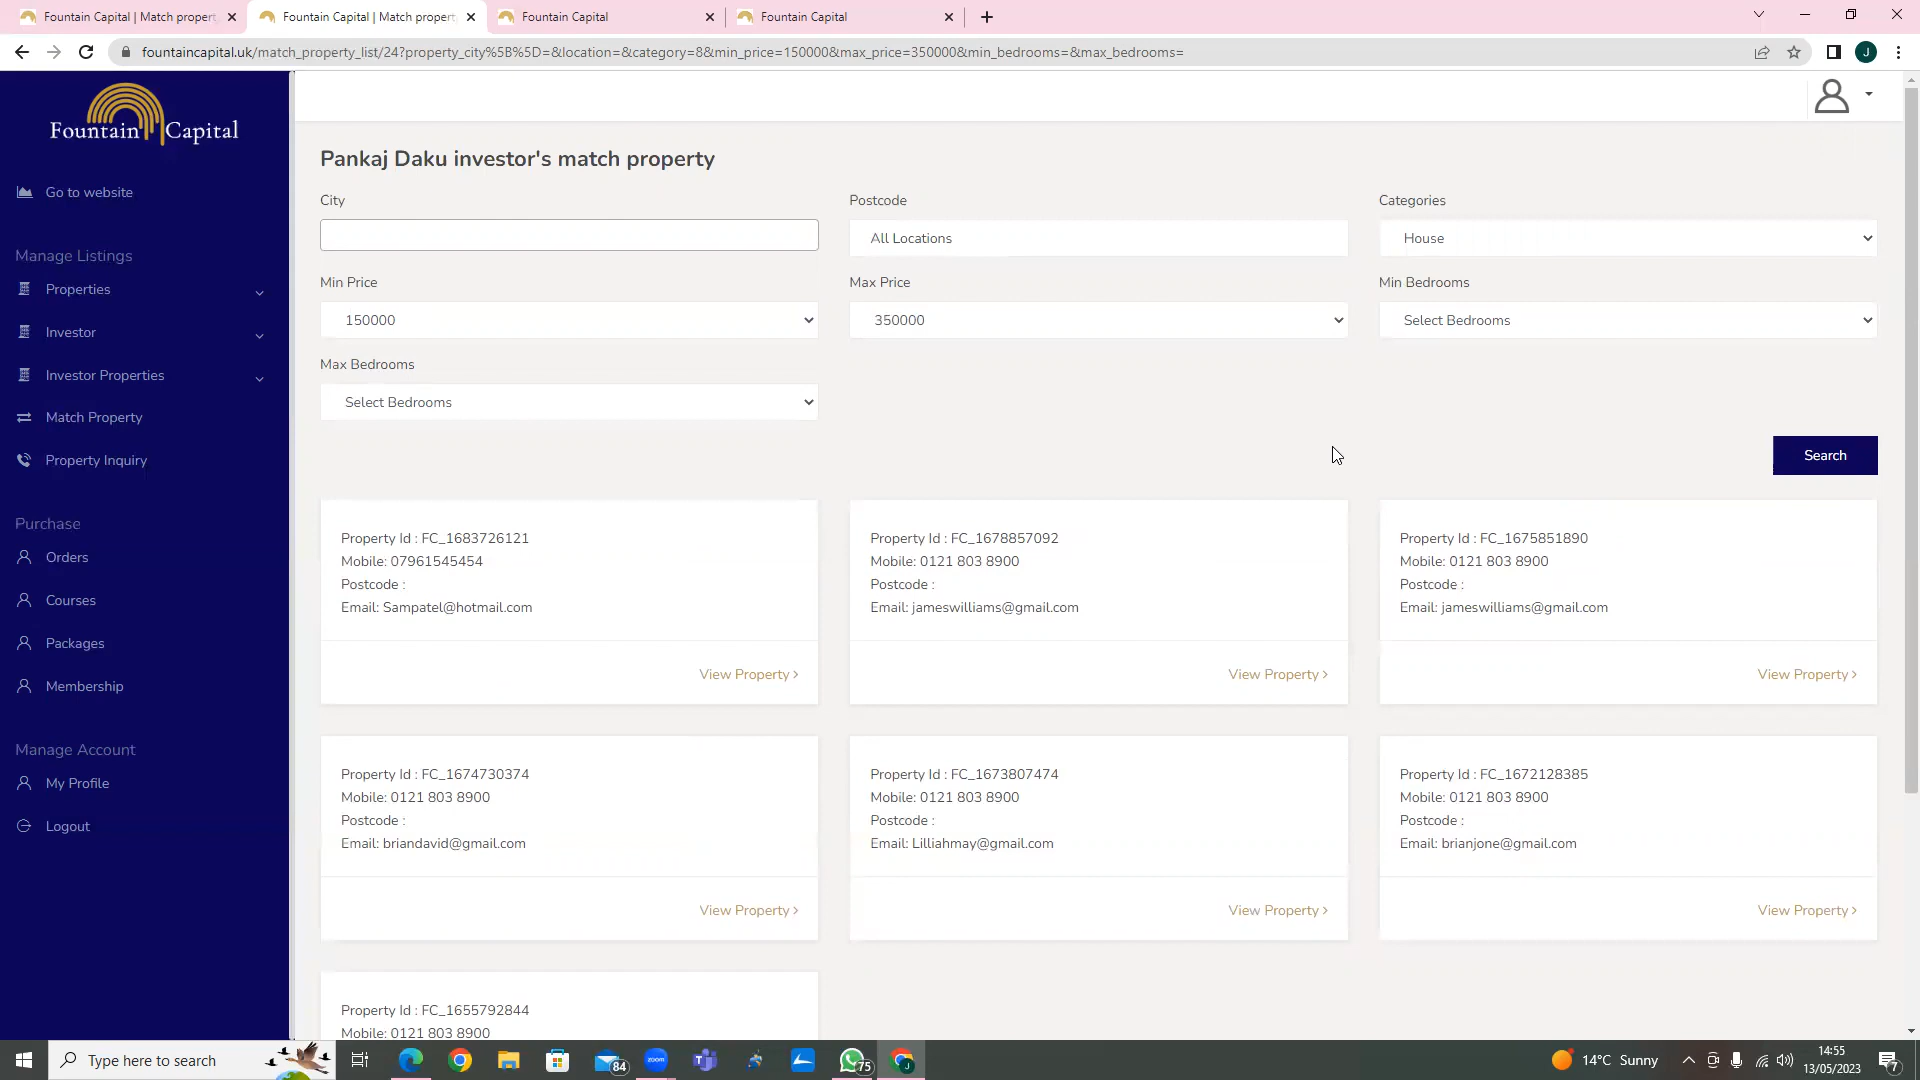 Fountain Capital | Match propert
Fountain Capital | Match propert
Fountain Capital
Fountain Capital
fountaincapital.uk/match_property_list/24?property_city%5B%5D=&location=&category=8&min_price=150000&max_price=350000&min_bedrooms=&max_bedrooms=
J
Fountain Capital
Go to website
Manage Listings
Properties
Investor
Investor Properties
Match Property
Property Inquiry
Purchase
Orders
Courses
Packages
Membership
Manage Account
My Profile
Logout
Pankaj Daku investor's match property
City
Postcode
Categories
All Locations
House
Min Price
Max Price
Min Bedrooms
150000
350000
Select Bedrooms
Max Bedrooms
Select Bedrooms
Search
Property Id : FC_1683726121
Mobile: 07961545454
Postcode :
Email: Sampatel@hotmail.com
View Property
Property Id : FC_1678857092
Mobile: 0121 803 8900
Postcode :
Email: jameswilliams@gmail.com
View Property
Property Id : FC_1675851890
Mobile: 0121 803 8900
Postcode :
Email: jameswilliams@gmail.com
View Property
Property Id : FC_1674730374
Mobile: 0121 803 8900
Postcode :
Email: briandavid@gmail.com
View Property
Property Id : FC_1673807474
Mobile: 0121 803 8900
Postcode :
Email: Lilliahmay@gmail.com
View Property
Property Id : FC_1672128385
Mobile: 0121 803 8900
Postcode :
Email: brianjone@gmail.com
View Property
Property Id : FC_1655792844
Mobile: 0121 803 8900
Type here to search
84
zoom
75
J
14°C Sunny
14:55
13/05/2023
7